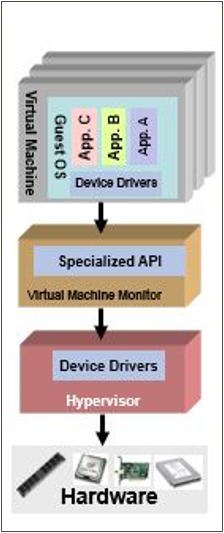 Virtual Machine
Guest OS
App. C
App. B
App. A
Device Drivers
Specialized API
Virtual Machine Monitor
Device Drivers
Hypervisor
Hardware